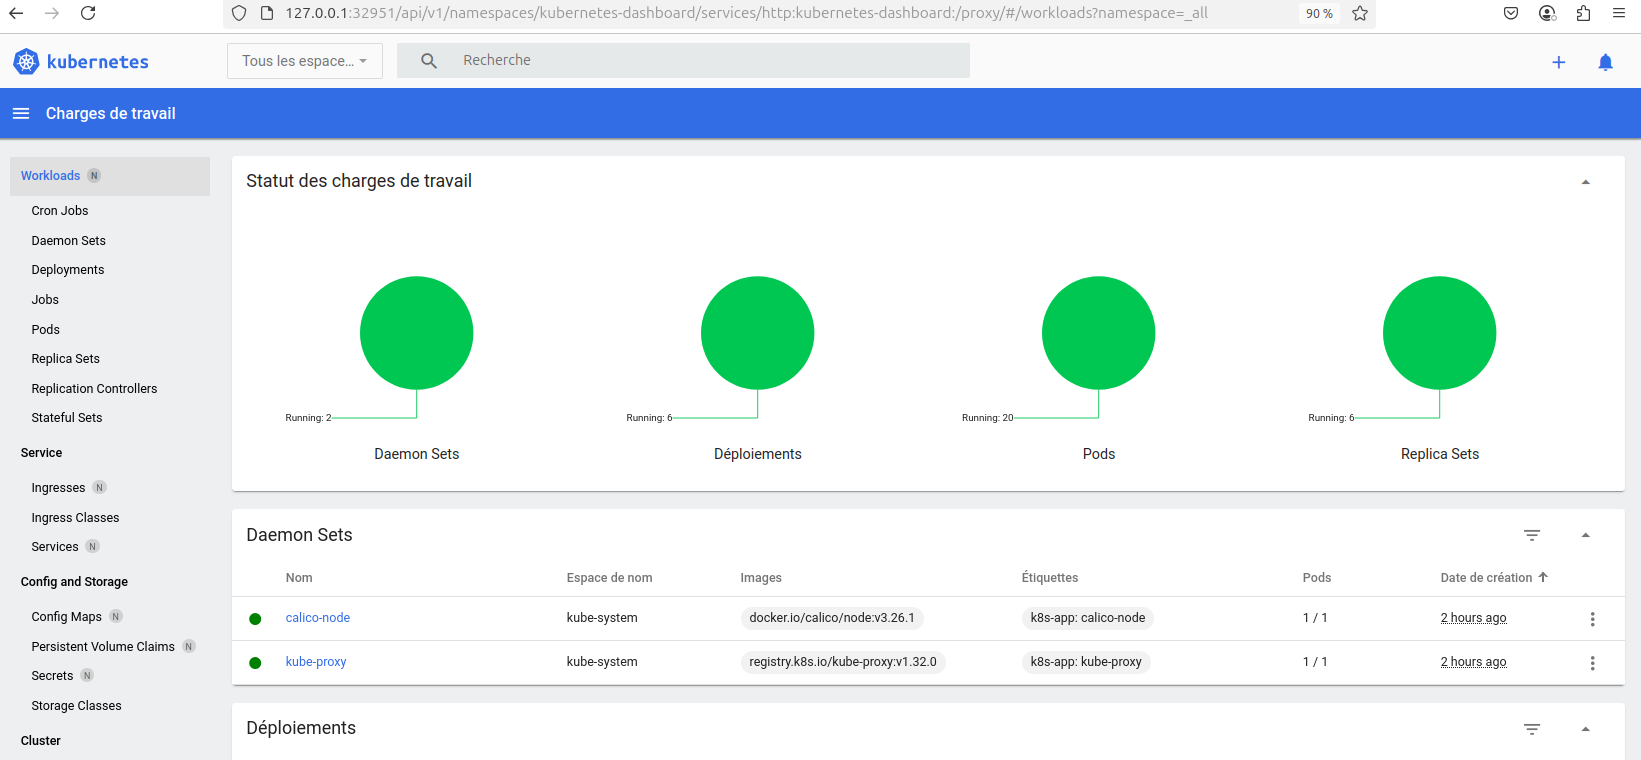 127.0.0.1:32951/api/v1/namespaces/kubernetes-dashboard/services/http:kubernetes-dashboard:/proxy/#/workloads?namespace=_all 90 %
kubernetes Tous les espace... Recherche
Charges de travail
Workloads N
Cron Jobs
Daemon Sets
Deployments
Jobs
Pods
Replica Sets
Replication Controllers
Stateful Sets
Service
Ingresses N
Ingress Classes
Services N
Config and Storage
Config Maps N
Persistent Volume Claims N
Secrets N
Storage Classes
Cluster
Statut des charges de travail
Running: 2 Running: 6 Running: 20 Running: 6
Daemon Sets Déploiements Pods Replica Sets
Daemon Sets
Nom Espace de nom Images Étiquettes Pods Date de création
calico-node kube-system docker.io/calico/node:v3.26.1 k8s-app: calico-node 1 / 1 2 hours ago
kube-proxy kube-system registry.k8s.io/kube-proxy:v1.32.0 k8s-app: kube-proxy 1 / 1 2 hours ago
Déploiements